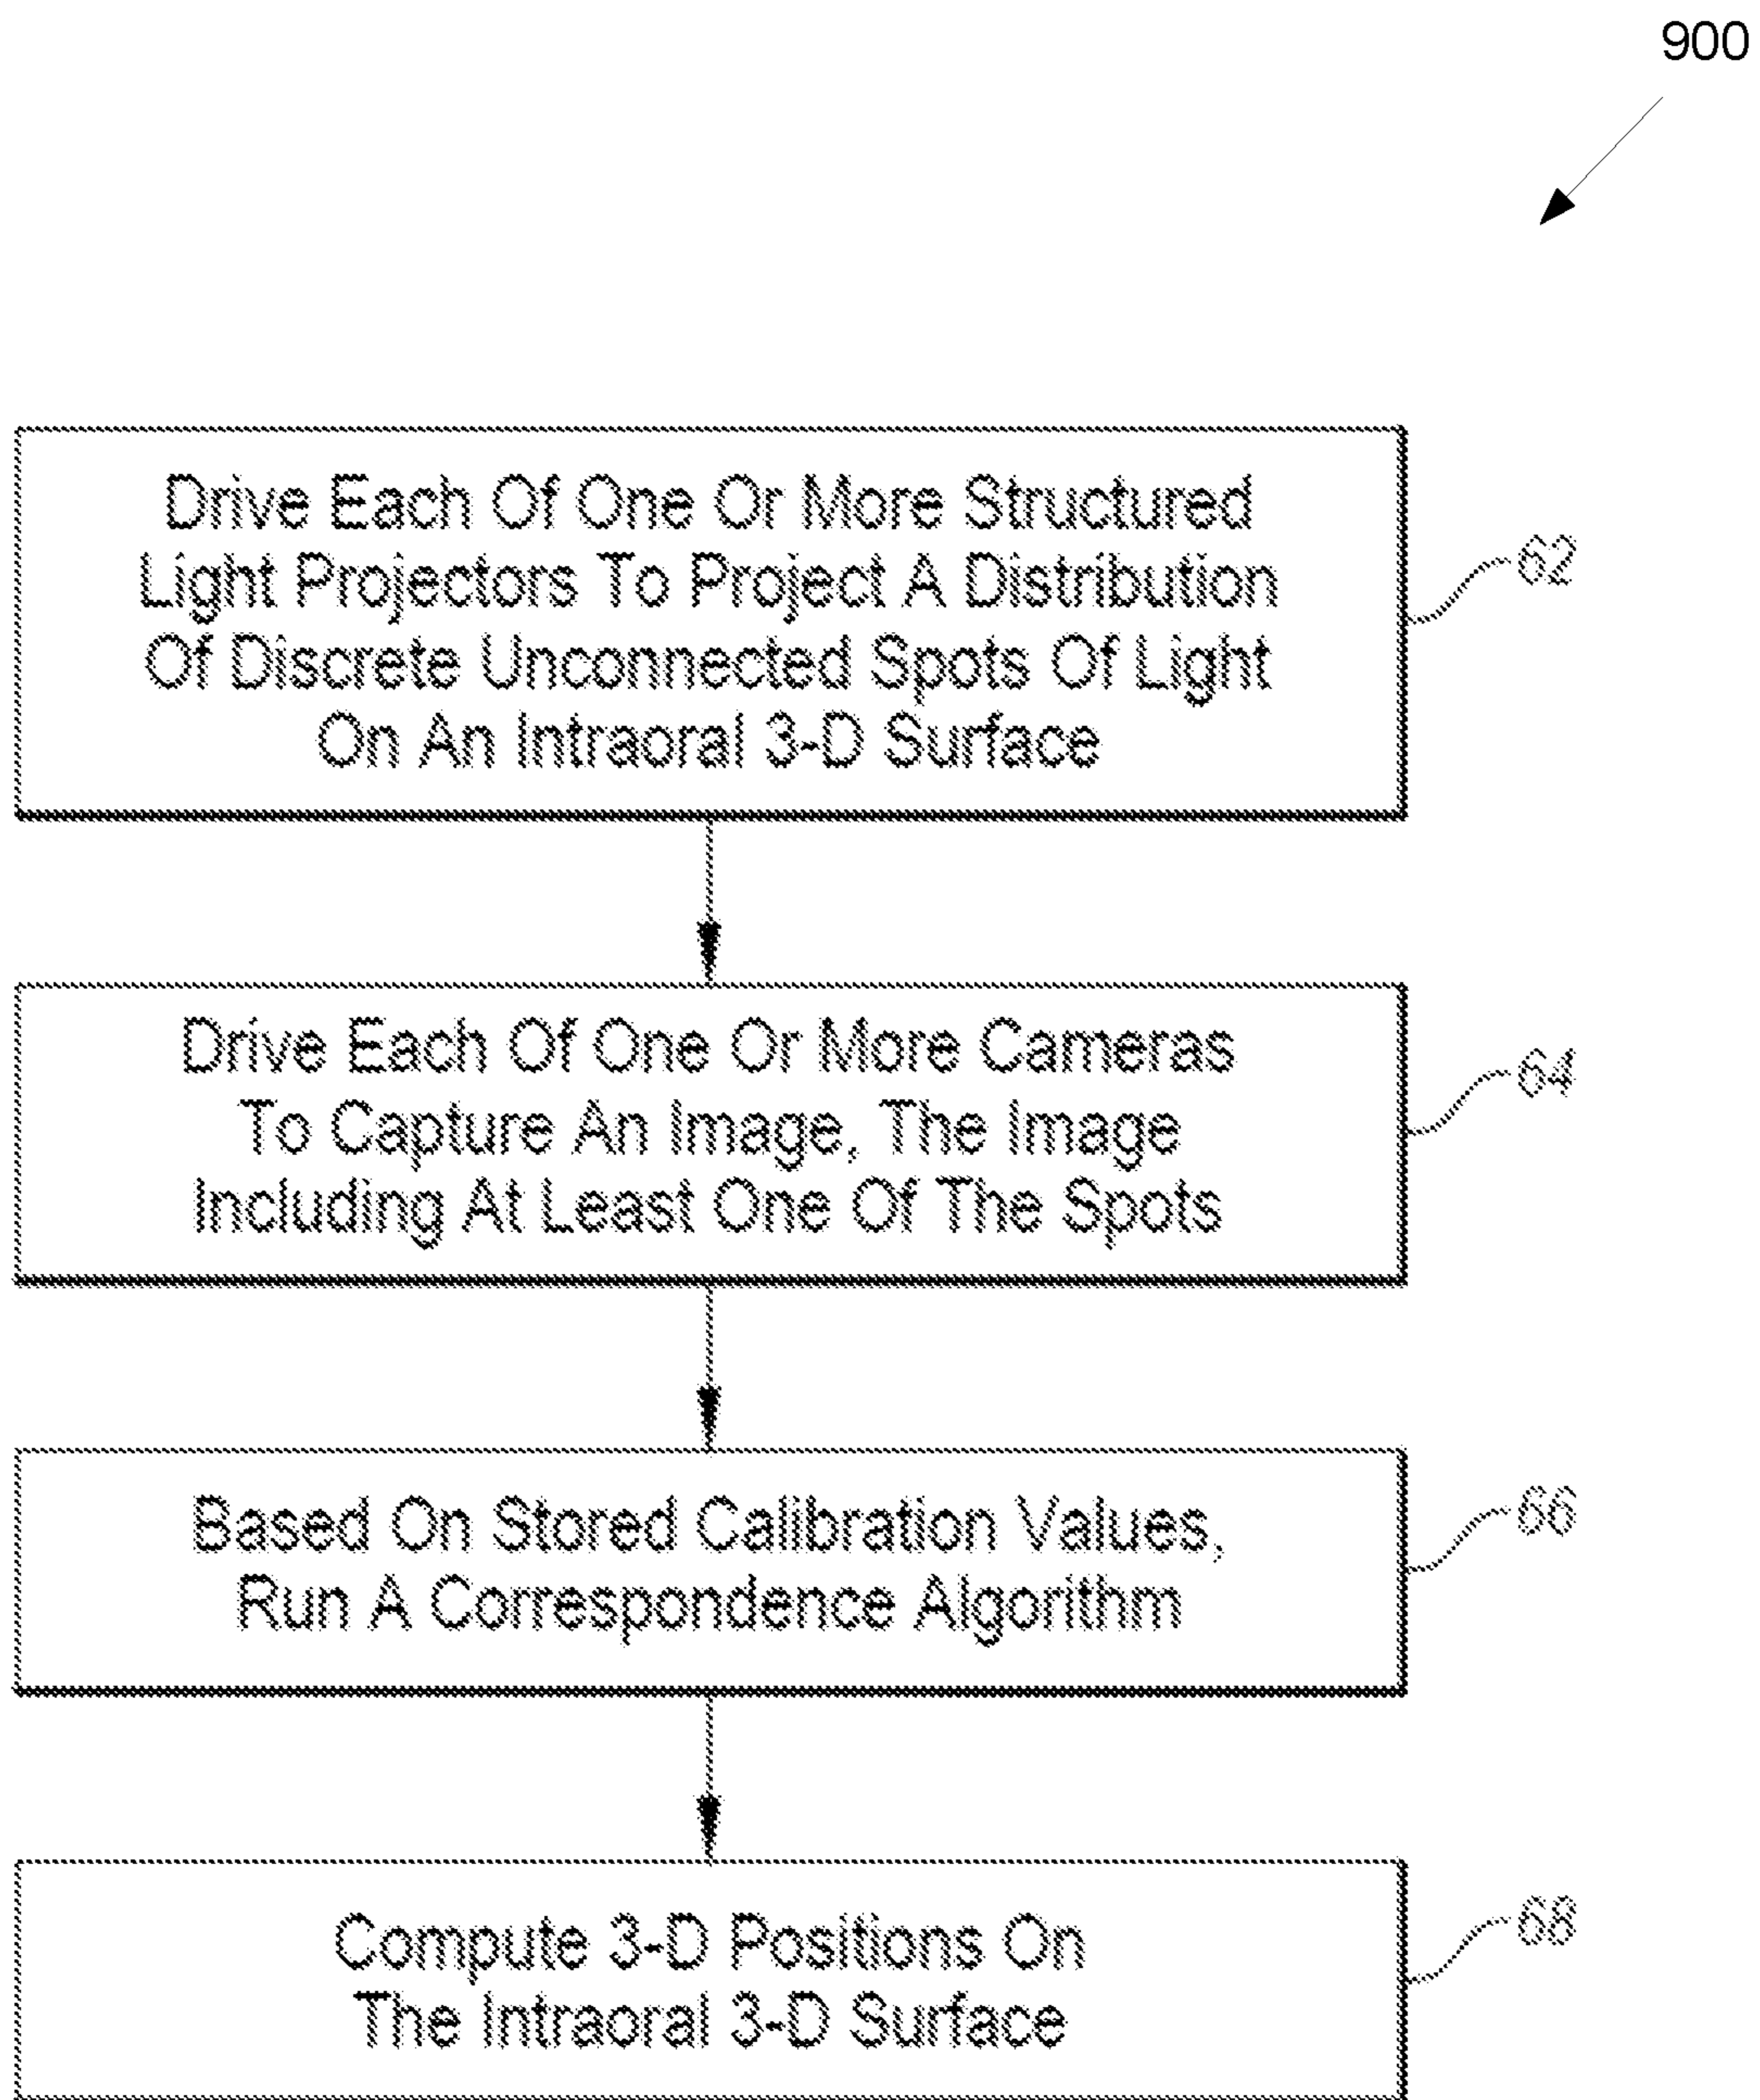 900
Drive Each Of One Or More Structured
Light Projectors To Project A Distribution
Of Discrete Unconnected Spots Of Light
On An Intraoral 3-D Surface
62
Drive Each Of One Or More Cameras
To Capture An Image, The Image
Including At Least One Of The Spots
64
Based On Stored Calibration Values,
Run A Correspondence Algorithm
66
Compute 3-D Positions On
The Intraoral 3-D Surface
68